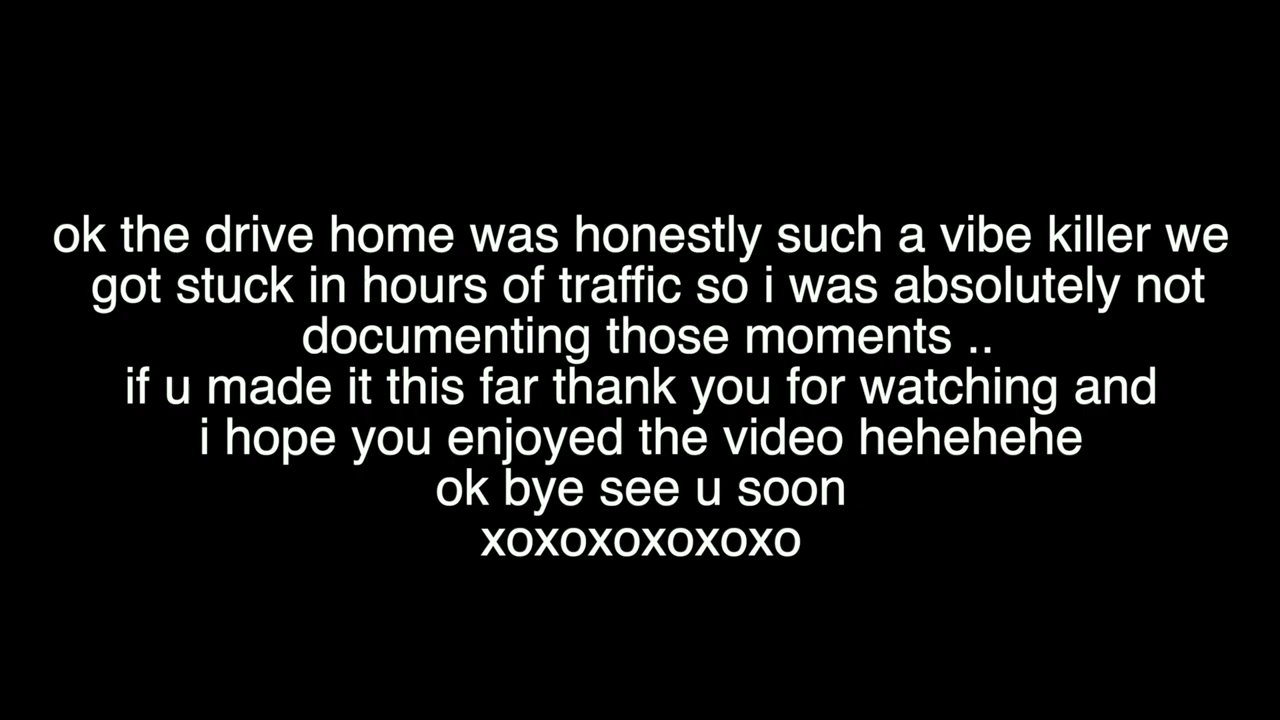 ok the drive home was honestly such a vibe killer we
got stuck in hours of traffic so i was absolutely not
documenting those moments ..
if u made it this far thank you for watching and
i hope you enjoyed the video hehehehe
ok bye see u soon
xoxoxoxoxoxo